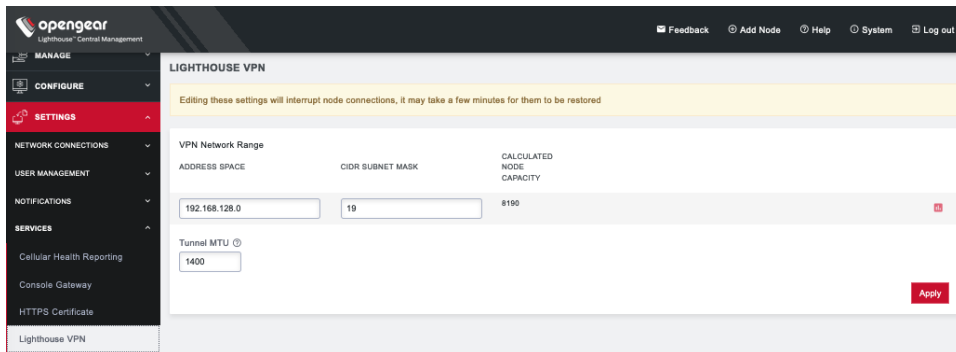 opengear
Lighthouse™ Central Management
Feedback
Add Node
Help
System
Log out
MANAGE
CONFIGURE
SETTINGS
NETWORK CONNECTIONS
USER MANAGEMENT
NOTIFICATIONS
SERVICES
Cellular Health Reporting
Console Gateway
HTTPS Certificate
Lighthouse VPN
LIGHTHOUSE VPN
Editing these settings will interrupt node connections, it may take a few minutes for them to be restored
VPN Network Range
ADDRESS SPACE
CIDR SUBNET MASK
CALCULATED
NODE
CAPACITY
192.168.128.0
19
8190
Tunnel MTU
1400
Apply